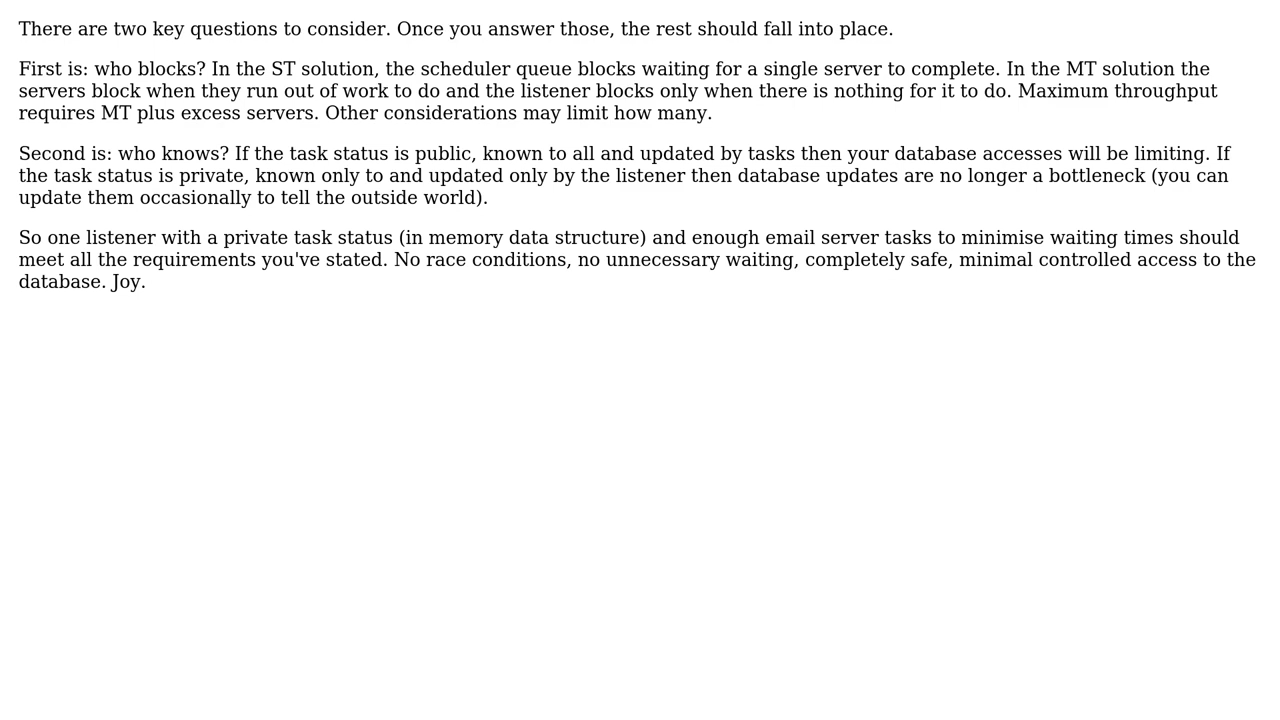 There are two key questions to consider. Once you answer those, the rest should fall into place.
First is: who blocks? In the ST solution, the scheduler queue blocks waiting for a single server to complete. In the MT solution the
servers block when they run out of work to do and the listener blocks only when there is nothing for it to do. Maximum throughput
requires MT plus excess servers. Other considerations may limit how many.
Second is: who knows? If the task status is public, known to all and updated by tasks then your database accesses will be limiting. If
the task status is private, known only to and updated only by the listener then database updates are no longer a bottleneck (you can
update them occasionally to tell the outside world).
So one listener with a private task status (in memory data structure) and enough email server tasks to minimise waiting times should
meet all the requirements you've stated. No race conditions, no unnecessary waiting, completely safe, minimal controlled access to the
database. Joy.